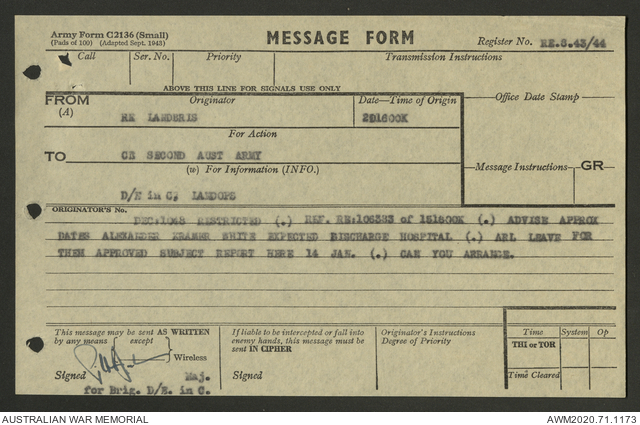 Army Form C2136 (Small)
(Pads of 100) (Adapted Sept. 1943)
MESSAGE FORM
Register No. RE.S.43/44
Call Ser. No. Priority Transmission Instructions
ABOVE THIS LINE FOR SIGNALS USE ONLY
FROM Originator Date—Time of Origin Office Date Stamp
(A) RE LANDBRIS 201600K
For Action
TO CE SECOND AUST ARMY
(w) For Information (INFO.) Message Instructions GR
D/E in C, LANDOPS
ORIGINATOR'S No.
DEC:1048 RESTRICTED (.) REF. RE:106383 of 151800K (.) ADVISE APPROX
DATES ALEXANDER KRAMER WHITE EXPECTED DISCHARGE HOSPITAL (.) ARL LEAVE FOR
THEM APPROVED SUBJECT REPORT HERE 14 JAN. (.) CAN YOU ARRANGE.
This message may be sent AS WRITTEN
by any means { except }
Wireless
Signed Maj.
for Brig. D/E. in C.
If liable to be intercepted or fall into
enemy hands, this message must be
sent IN CIPHER
Signed
Originator's Instructions
Degree of Priority
Time System Op
THI or TOR
Time Cleared
AUSTRALIAN WAR MEMORIAL AWM2020.71.1173